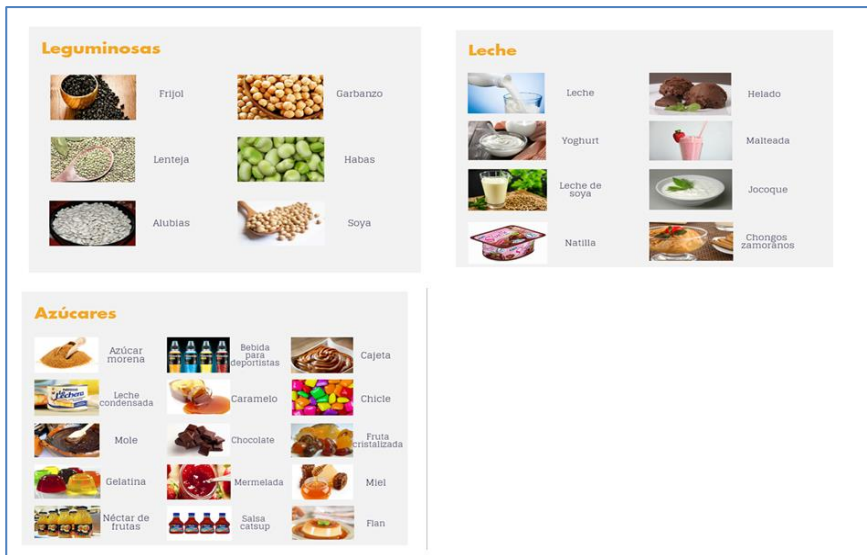 Leguminosas
Frijol
Garbanzo
Lenteja
Habas
Alubias
Soya
Leche
Leche
Helado
Yoghurt
Malteada
Leche de
soya
Jocoque
Natilla
Chongos
zamoranos
Azúcares
Azúcar
morena
Bebida
para
deportistas
Cajeta
Leche
condensada
Lechera
Caramelo
Chicle
Mole
Chocolate
Fruta
cristalizada
Gelatina
Mermelada
Miel
Néctar de
frutas
Salsa
catsup
Flan